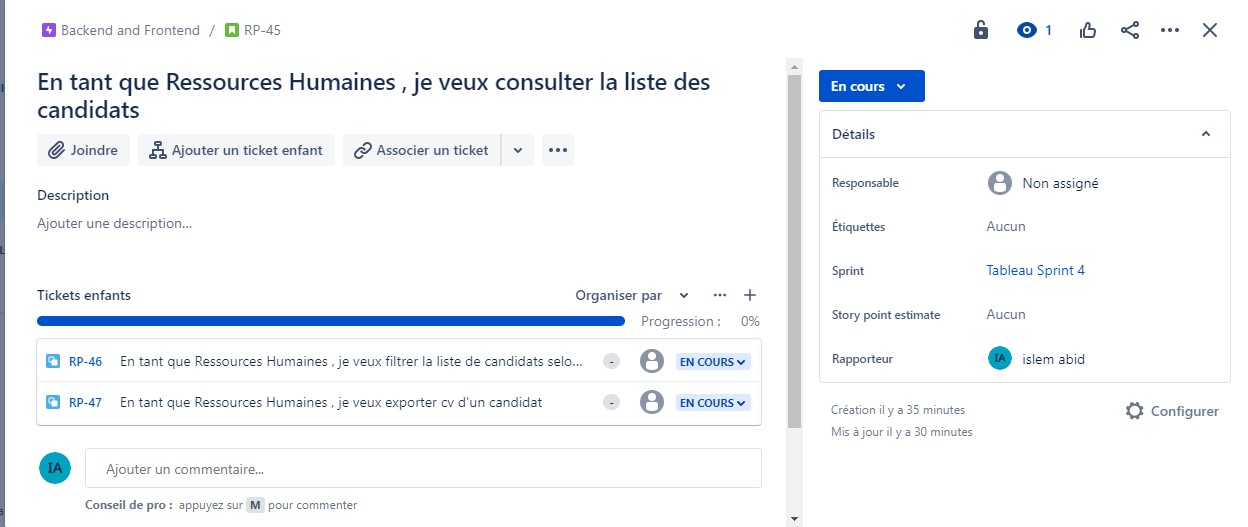 Backend and Frontend / RP-45
1
En tant que Ressources Humaines , je veux consulter la liste des
candidats
Joindre
Ajouter un ticket enfant
Associer un ticket
Description
Ajouter une description...
Tickets enfants
Organiser par
Progression : 0%
RP-46 En tant que Ressources Humaines , je veux filtrer la liste de candidats selo... - EN COURS
RP-47 En tant que Ressources Humaines , je veux exporter cv d'un candidat - EN COURS
IA Ajouter un commentaire...
Conseil de pro : appuyez sur M pour commenter
En cours
Détails
Responsable Non assigné
Étiquettes Aucun
Sprint Tableau Sprint 4
Story point estimate Aucun
Rapporteur IA islem abid
Création il y a 35 minutes
Mis à jour il y a 30 minutes
Configurer